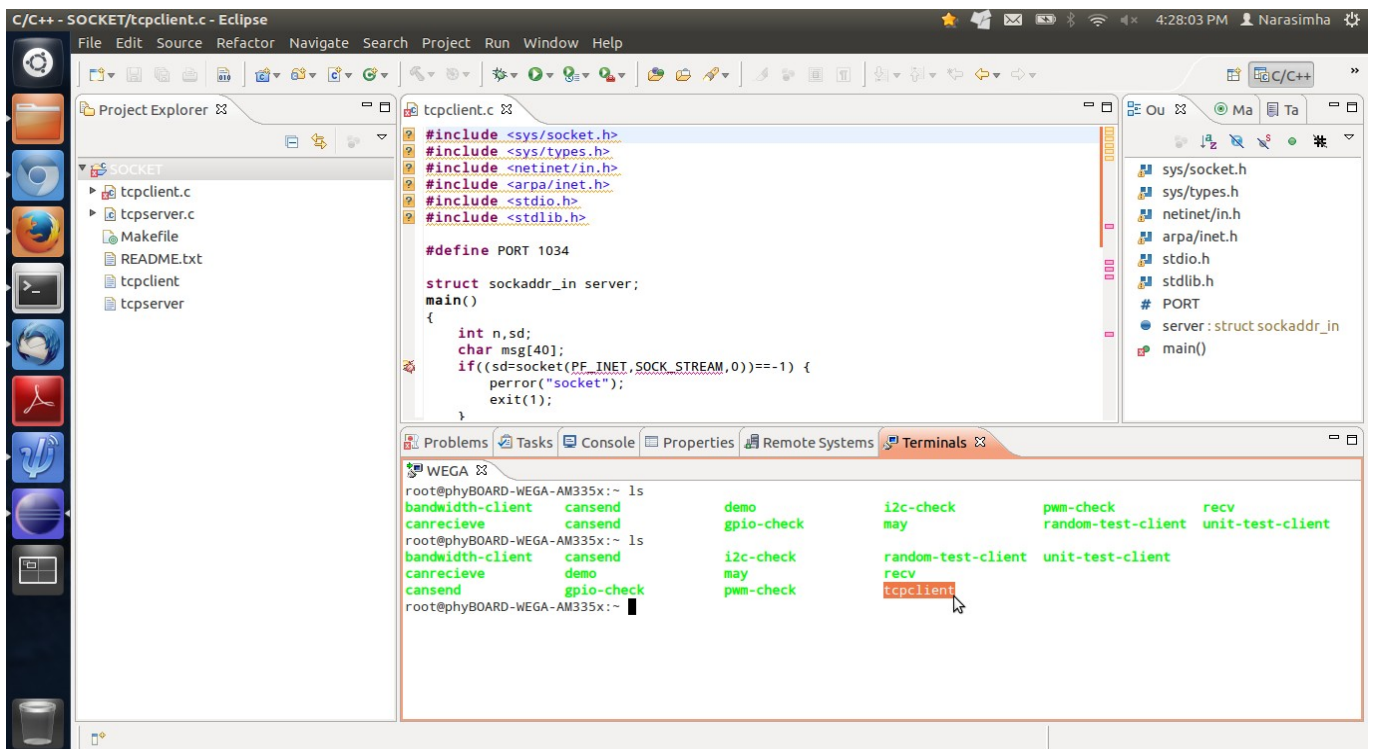 C/C++ - SOCKET/tcpclient.c - Eclipse
4:28:03 PM Narasimha
File Edit Source Refactor Navigate Search Project Run Window Help
C/C++ »
Project Explorer
SOCKET
tcpclient.c
tcpserver.c
Makefile
README.txt
tcpclient
tcpserver
tcpclient.c
#include <sys/socket.h>
#include <sys/types.h>
#include <netinet/in.h>
#include <arpa/inet.h>
#include <stdio.h>
#include <stdlib.h>
#define PORT 1034
struct sockaddr_in server;
main()
{
int n,sd;
char msg[40];
if((sd=socket(PF_INET,SOCK_STREAM,0))==-1) {
perror("socket");
exit(1);
}
Ou Ma Ta
sys/socket.h
sys/types.h
netinet/in.h
arpa/inet.h
stdio.h
stdlib.h
# PORT
server : struct sockaddr_in
main()
Problems Tasks Console Properties Remote Systems Terminals
WEGA
root@phyBOARD-WEGA-AM335x:~ ls
bandwidth-client cansend demo i2c-check pwm-check recv
canrecieve cansend gpio-check may random-test-client unit-test-client
root@phyBOARD-WEGA-AM335x:~ ls
bandwidth-client cansend i2c-check random-test-client unit-test-client
canrecieve demo may recv
cansend gpio-check pwm-check tcpclient
root@phyBOARD-WEGA-AM335x:~